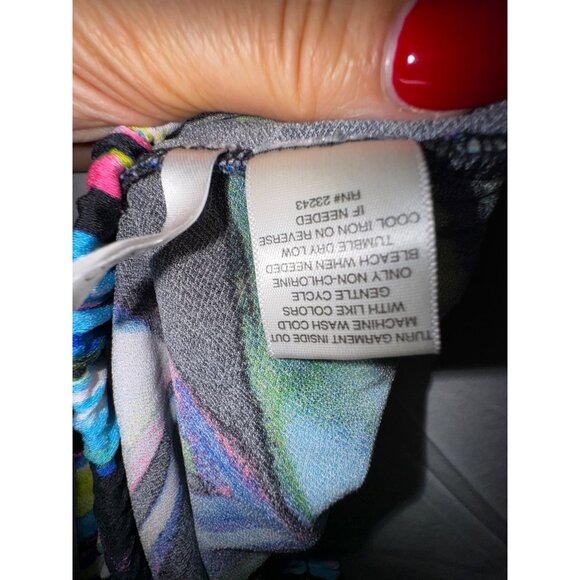 TURN GARMENT INSIDE OUT
MACHINE WASH COLD
WITH LIKE COLORS
GENTLE CYCLE
ONLY NON-CHLORINE
BLEACH WHEN NEEDED
TUMBLE DRY LOW
COOL IRON ON REVERSE
IF NEEDED
RN# 23243